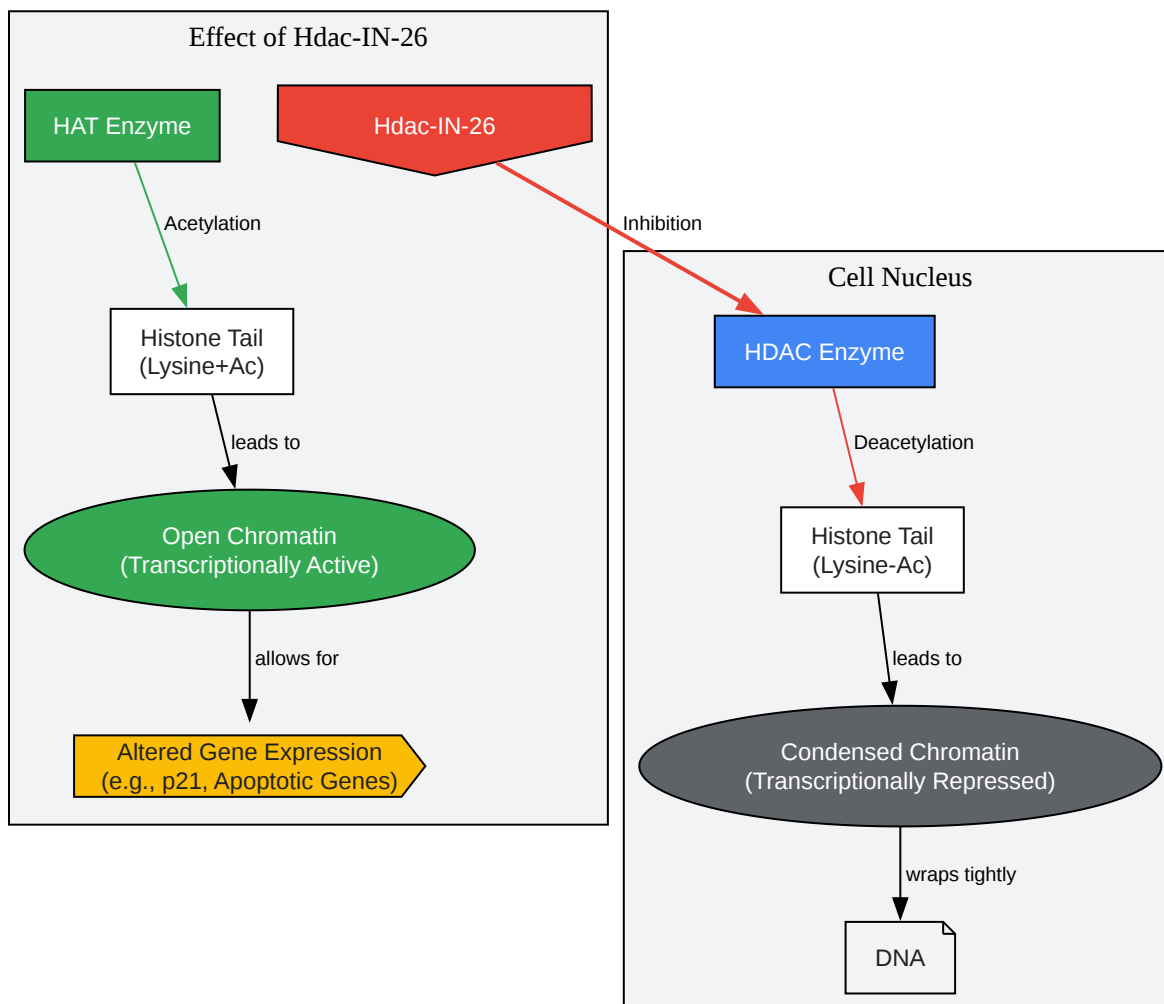 Effect of Hdac-IN-26
HAT Enzyme
Hdac-IN-26
Acetylation
Inhibition
Histone Tail
(Lysine+Ac)
leads to
Open Chromatin
(Transcriptionally Active)
allows for
Altered Gene Expression
(e.g., p21, Apoptotic Genes)
Cell Nucleus
HDAC Enzyme
Deacetylation
Histone Tail
(Lysine-Ac)
leads to
Condensed Chromatin
(Transcriptionally Repressed)
wraps tightly
DNA